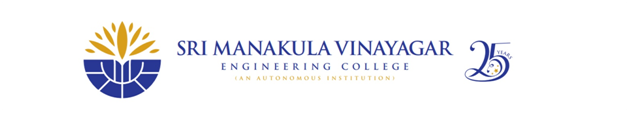 SRI MANAKULA VINAYAGAR
ENGINEERING COLLEGE
(AN AUTONOMOUS INSTITUTION)
25
YEARS